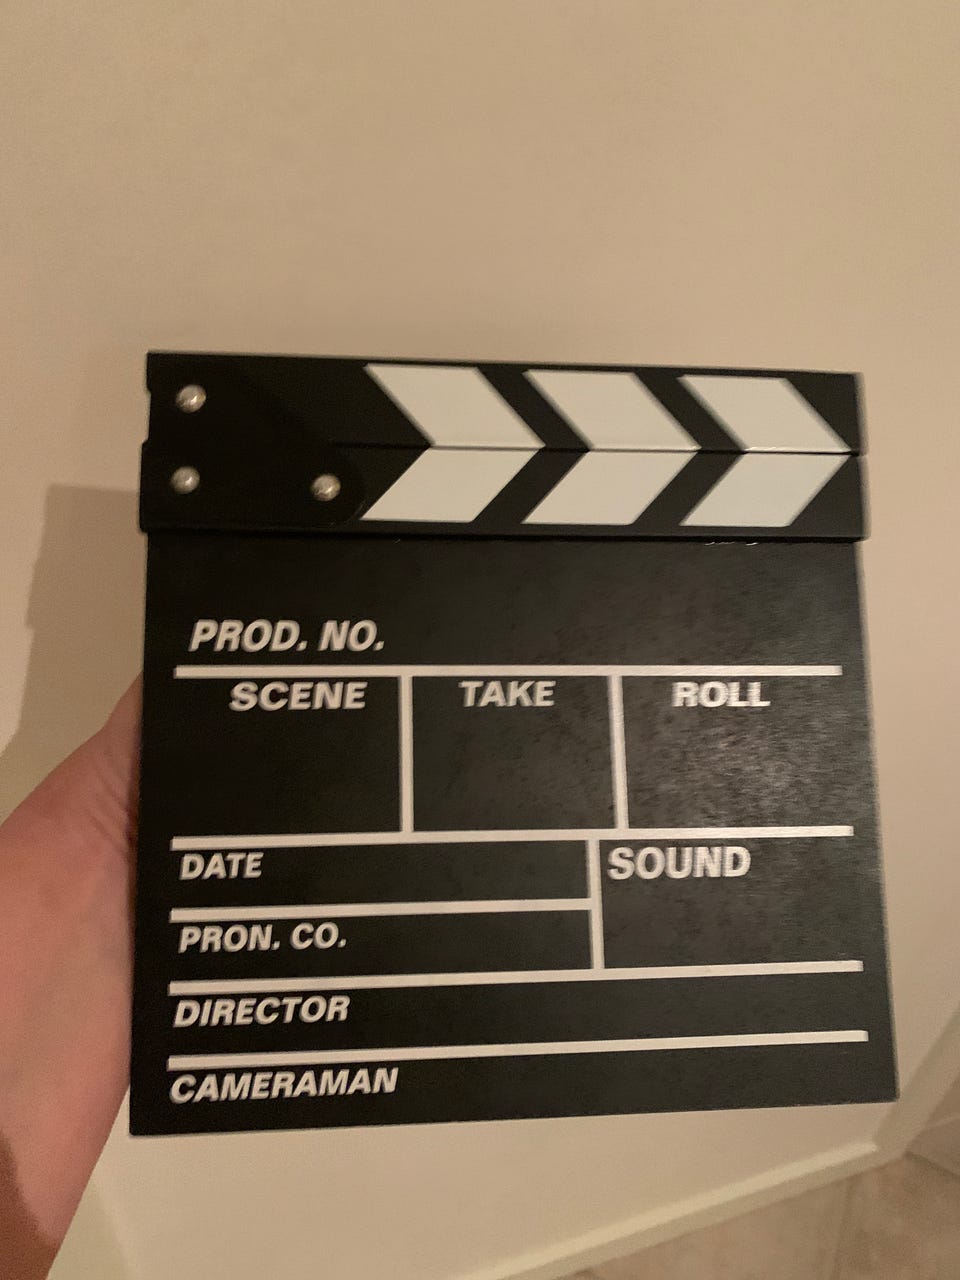 PROD. NO.
SCENE TAKE ROLL
DATE
SOUND
PRON. CO.
DIRECTOR
CAMERAMAN